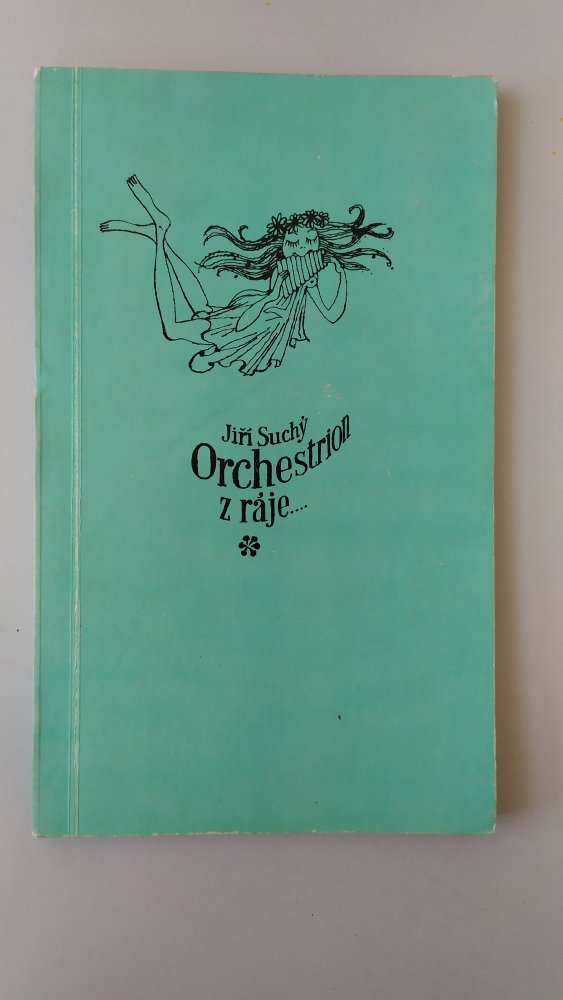 Jiří Suchý
Orchestrion
z ráje....